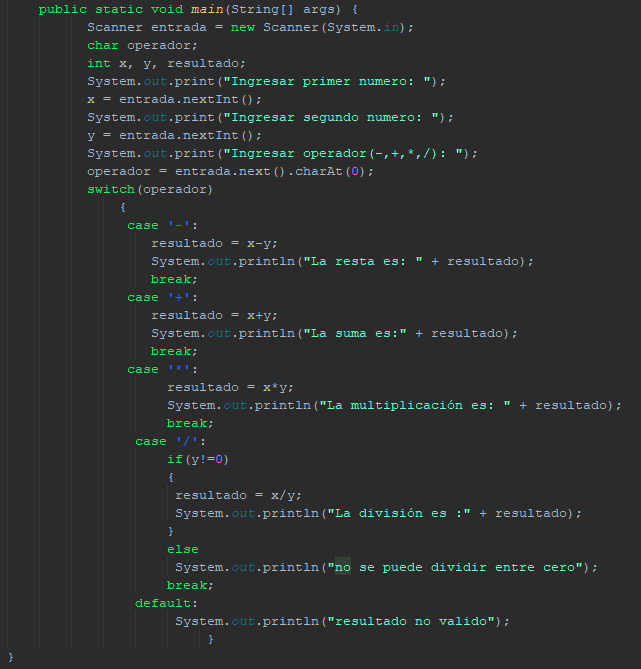 public static void main(String[] args) {
Scanner entrada = new Scanner(System.in);
char operador;
int x, y, resultado;
System.out.print("Ingresar primer numero: ");
x = entrada.nextInt();
System.out.print("Ingresar segundo numero: ");
y = entrada.nextInt();
System.out.print("Ingresar operador(-,+,*,/): ");
operador = entrada.next().charAt(0);
switch(operador)
{
case '-':
resultado = x-y;
System.out.println("La resta es: " + resultado);
break;
case '+':
resultado = x+y;
System.out.println("La suma es:" + resultado);
break;
case '*':
resultado = x*y;
System.out.println("La multiplicación es: " + resultado);
break;
case '/':
if(y!=0)
{
resultado = x/y;
System.out.println("La división es :" + resultado);
}
else
System.out.println("no se puede dividir entre cero");
break;
default:
System.out.println("resultado no valido");
}
}